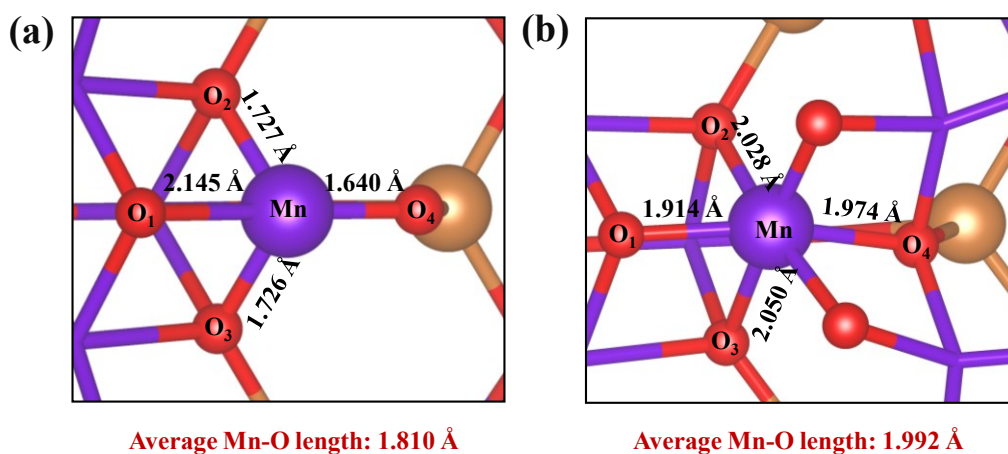 (a)
O₂
1.727 Å
2.145 Å
1.640 Å
O₁
Mn
O₄
1.726 Å
O₃
Average Mn-O length: 1.810 Å
(b)
O₂
2.028 Å
1.914 Å
1.974 Å
O₁
Mn
O₄
2.050 Å
O₃
Average Mn-O length: 1.992 Å